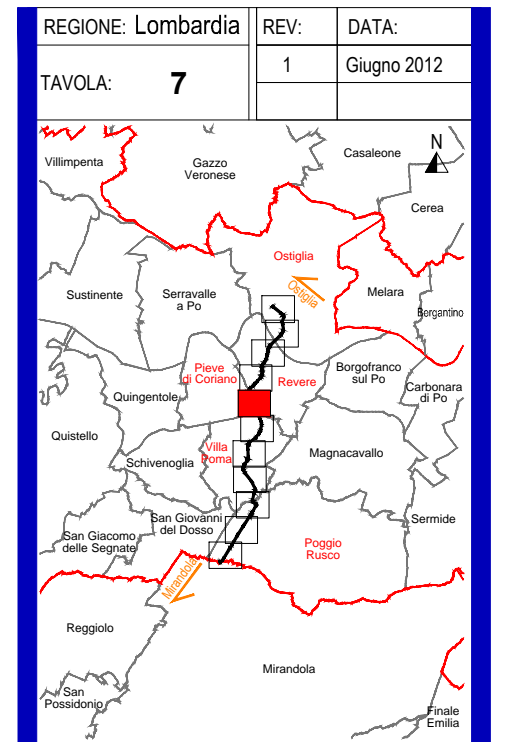 REGIONE: Lombardia
REV:
DATA:
TAVOLA: 7
1
Giugno 2012
N
Villimpenta
Gazzo
Veronese
Casaleone
Cerea
Ostiglia
Ostiglia
Sustinente
Serravalle
a Po
Melara
Bergantino
Pieve
di Coriano
Revere
Borgofranco
sul Po
Carbonara
di Po
Quingentole
Quistello
Schivenoglia
Villa
Poma
Magnacavallo
San Giacomo
delle Segnate
San Giovanni
del Dosso
Sermide
Poggio
Rusco
Mirandola
Reggiolo
Mirandola
San
Possidonio
Finale
Emilia